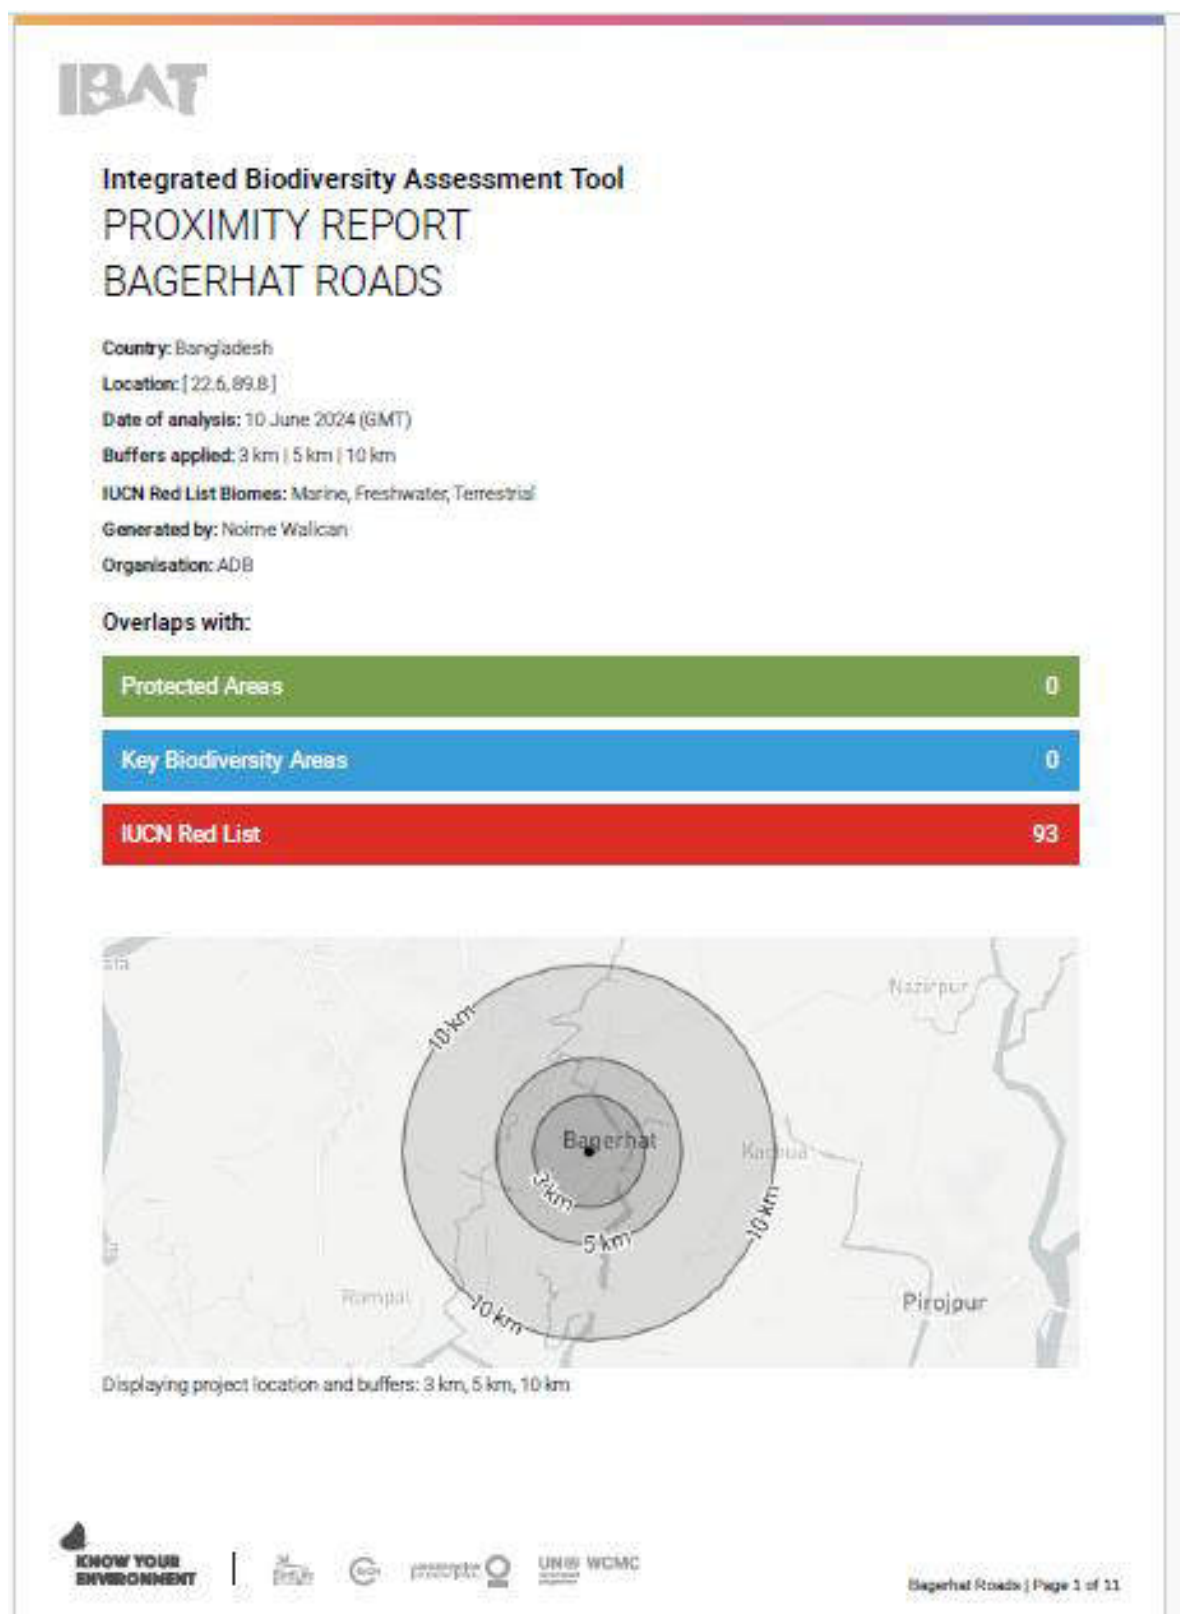 IBAT
Integrated Biodiversity Assessment Tool
PROXIMITY REPORT
BAGERHAT ROADS
Country: Bangladesh
Location: [ 22.6, 89.8 ]
Date of analysis: 10 June 2024 (GMT)
Buffers applied: 3 km | 5 km | 10 km
IUCN Red List Biomes: Marine, Freshwater, Terrestrial
Generated by: Noime Walican
Organisation: ADB
Overlaps with:
Protected Areas 0
Key Biodiversity Areas 0
IUCN Red List 93
Nazirpur
10 km
Bagerhat
Kachua
3 km
10 km
5 km
Rampal
10 km
Pirojpur
Displaying project location and buffers: 3 km, 5 km, 10 km
KNOW YOUR
ENVIRONMENT
UN WCMC
Bagerhat Roads | Page 1 of 11